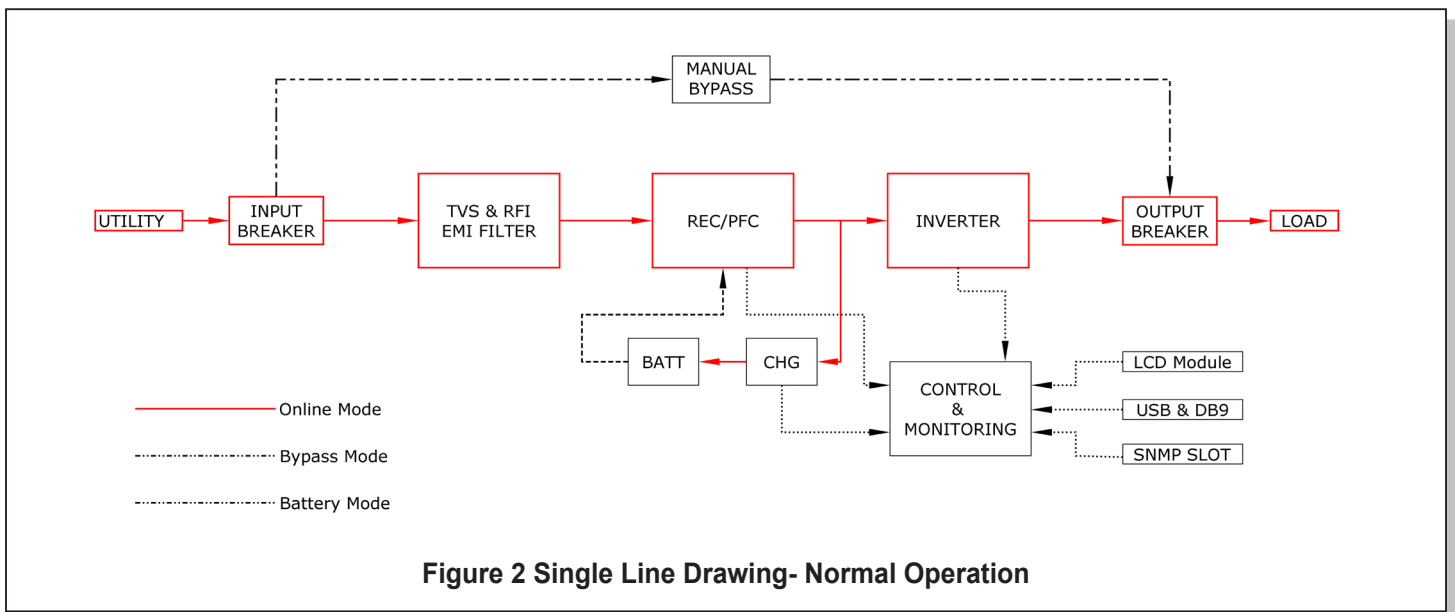 MANUAL
BYPASS
UTILITY
INPUT
BREAKER
TVS & RFI
EMI FILTER
REC/PFC
INVERTER
OUTPUT
BREAKER
LOAD
BATT
CHG
CONTROL
&
MONITORING
LCD Module
USB & DB9
SNMP SLOT
Online Mode
Bypass Mode
Battery Mode
Figure 2 Single Line Drawing- Normal Operation